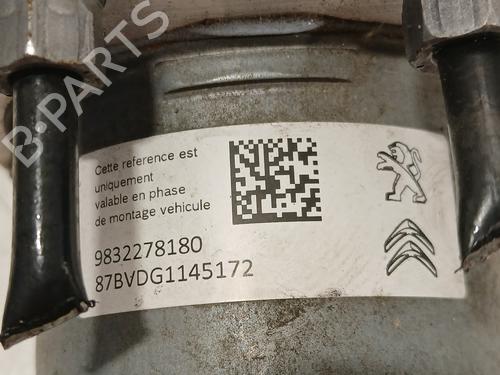 B-PARTS
Cette reference est
uniquement
valable en phase
de montage vehicule
9832278180
87BVDG1145172